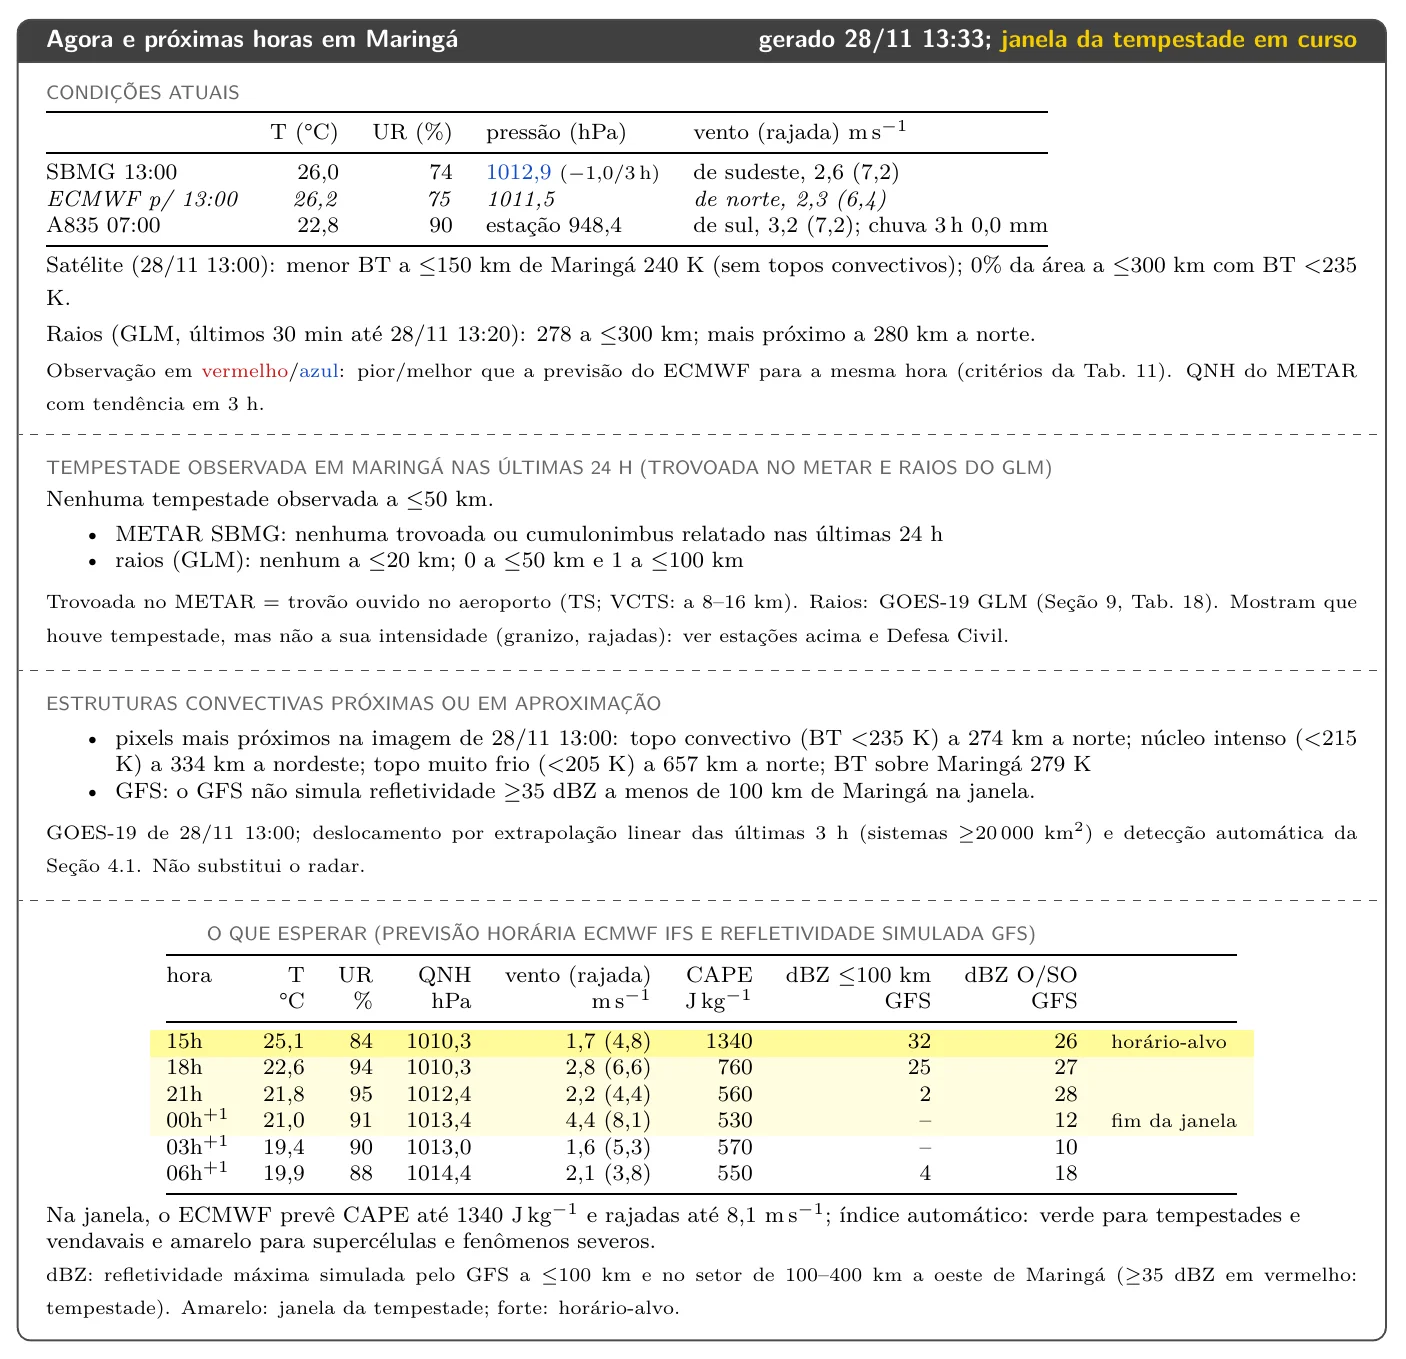 Agora e próximas horas em Maringá gerado 28/11 13:33; janela da tempestade em curso
CONDIÇÕES ATUAIS
T (°C) UR (%) pressão (hPa) vento (rajada) m s⁻¹
SBMG 13:00 26,0 74 1012,9 (−1,0/3 h) de sudeste, 2,6 (7,2)
ECMWF p/ 13:00 26,2 75 1011,5 de norte, 2,3 (6,4)
A835 07:00 22,8 90 estação 948,4 de sul, 3,2 (7,2); chuva 3 h 0,0 mm
Satélite (28/11 13:00): menor BT a ≤150 km de Maringá 240 K (sem topos convectivos); 0% da área a ≤300 km com BT <235
K.
Raios (GLM, últimos 30 min até 28/11 13:20): 278 a ≤300 km; mais próximo a 280 km a norte.
Observação em vermelho/azul: pior/melhor que a previsão do ECMWF para a mesma hora (critérios da Tab. 11). QNH do METAR
com tendência em 3 h.
TEMPESTADE OBSERVADA EM MARINGÁ NAS ÚLTIMAS 24 H (TROVOADA NO METAR E RAIOS DO GLM)
Nenhuma tempestade observada a ≤50 km.
• METAR SBMG: nenhuma trovoada ou cumulonimbus relatado nas últimas 24 h
• raios (GLM): nenhum a ≤20 km; 0 a ≤50 km e 1 a ≤100 km
Trovoada no METAR = trovão ouvido no aeroporto (TS; VCTS: a 8–16 km). Raios: GOES-19 GLM (Seção 9, Tab. 18). Mostram que
houve tempestade, mas não a sua intensidade (granizo, rajadas): ver estações acima e Defesa Civil.
ESTRUTURAS CONVECTIVAS PRÓXIMAS OU EM APROXIMAÇÃO
• pixels mais próximos na imagem de 28/11 13:00: topo convectivo (BT <235 K) a 274 km a norte; núcleo intenso (<215
K) a 334 km a nordeste; topo muito frio (<205 K) a 657 km a norte; BT sobre Maringá 279 K
• GFS: o GFS não simula refletividade ≥35 dBZ a menos de 100 km de Maringá na janela.
GOES-19 de 28/11 13:00; deslocamento por extrapolação linear das últimas 3 h (sistemas ≥20 000 km²) e detecção automática da
Seção 4.1. Não substitui o radar.
O QUE ESPERAR (PREVISÃO HORÁRIA ECMWF IFS E REFLETIVIDADE SIMULADA GFS)
hora T UR QNH vento (rajada) CAPE dBZ ≤100 km dBZ O/SO
°C % hPa m s⁻¹ J kg⁻¹ GFS GFS
15h 25,1 84 1010,3 1,7 (4,8) 1340 32 26 horário-alvo
18h 22,6 94 1010,3 2,8 (6,6) 760 25 27
21h 21,8 95 1012,4 2,2 (4,4) 560 2 28
00h⁺¹ 21,0 91 1013,4 4,4 (8,1) 530 – 12 fim da janela
03h⁺¹ 19,4 90 1013,0 1,6 (5,3) 570 – 10
06h⁺¹ 19,9 88 1014,4 2,1 (3,8) 550 4 18
Na janela, o ECMWF prevê CAPE até 1340 J kg⁻¹ e rajadas até 8,1 m s⁻¹; índice automático: verde para tempestades e
vendavais e amarelo para supercélulas e fenômenos severos.
dBZ: refletividade máxima simulada pelo GFS a ≤100 km e no setor de 100–400 km a oeste de Maringá (≥35 dBZ em vermelho:
tempestade). Amarelo: janela da tempestade; forte: horário-alvo.